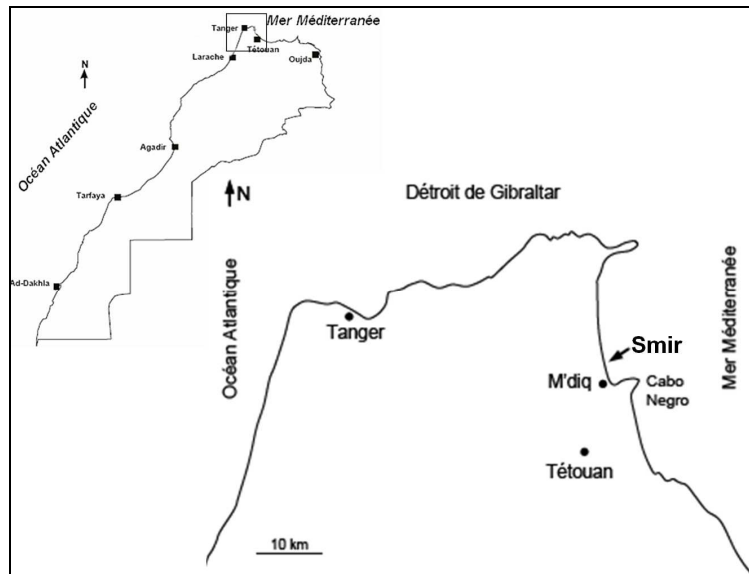 Mer Méditerranée
Tanger
Tétouan
Larache
Oujda
N
Océan Atlantique
Agadir
Tarfaya
Ad-Dakhla
N
Détroit de Gibraltar
Océan Atlantique
Mer Méditerranée
Tanger
Smir
M'diq
Cabo
Negro
Tétouan
10 km